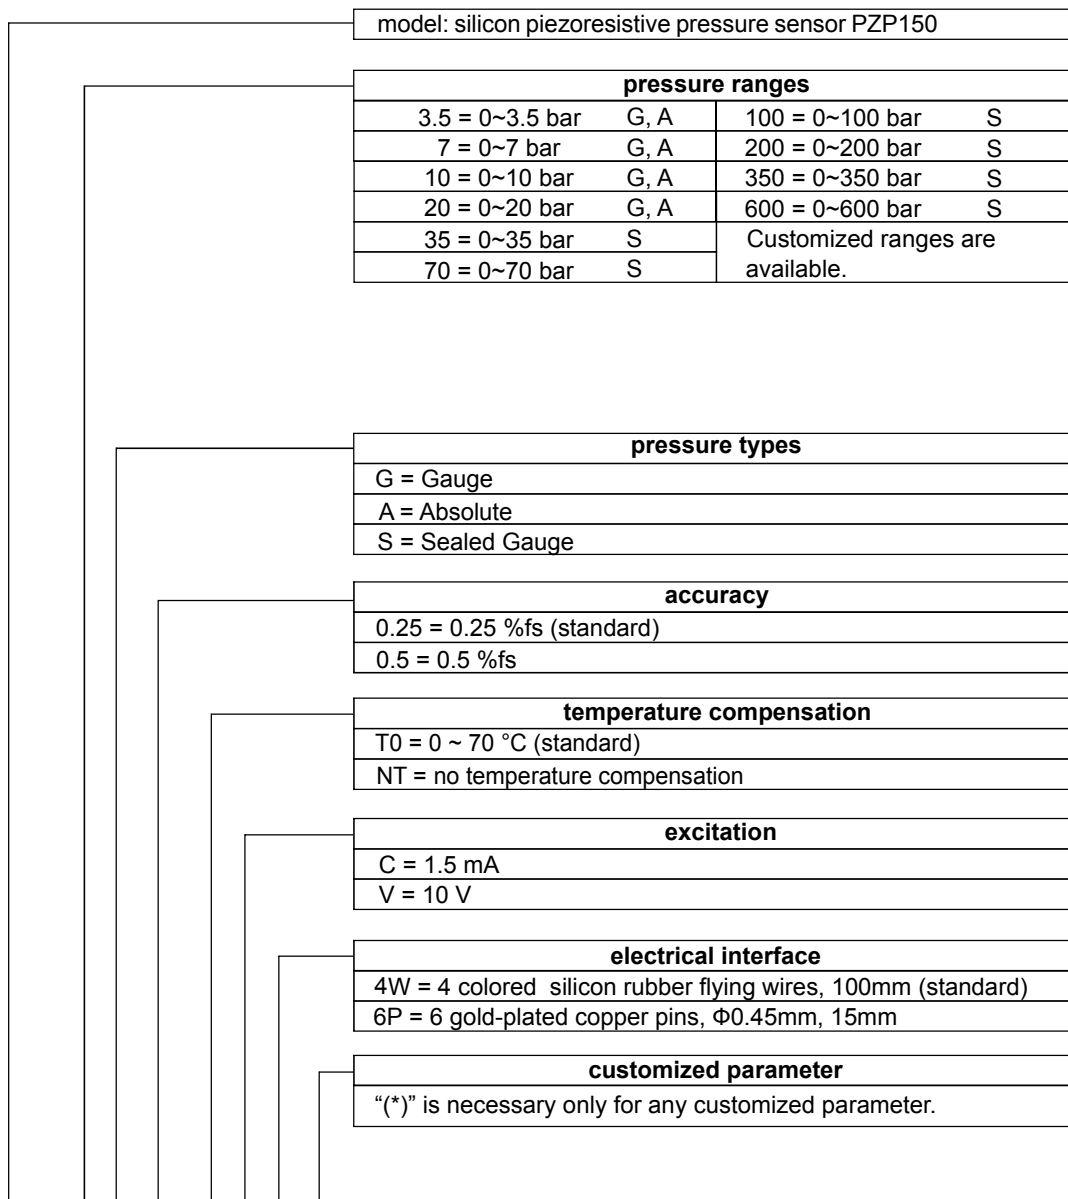 model: silicon piezoresistive pressure sensor PZP150
pressure ranges
3.5 = 0~3.5 bar G, A 100 = 0~100 bar S
7 = 0~7 bar G, A 200 = 0~200 bar S
10 = 0~10 bar G, A 350 = 0~350 bar S
20 = 0~20 bar G, A 600 = 0~600 bar S
35 = 0~35 bar S Customized ranges are
70 = 0~70 bar S available.
pressure types
G = Gauge
A = Absolute
S = Sealed Gauge
accuracy
0.25 = 0.25 %fs (standard)
0.5 = 0.5 %fs
temperature compensation
T0 = 0 ~ 70 °C (standard)
NT = no temperature compensation
excitation
C = 1.5 mA
V = 10 V
electrical interface
4W = 4 colored silicon rubber flying wires, 100mm (standard)
6P = 6 gold-plated copper pins, Φ0.45mm, 15mm
customized parameter
“(*)” is necessary only for any customized parameter.